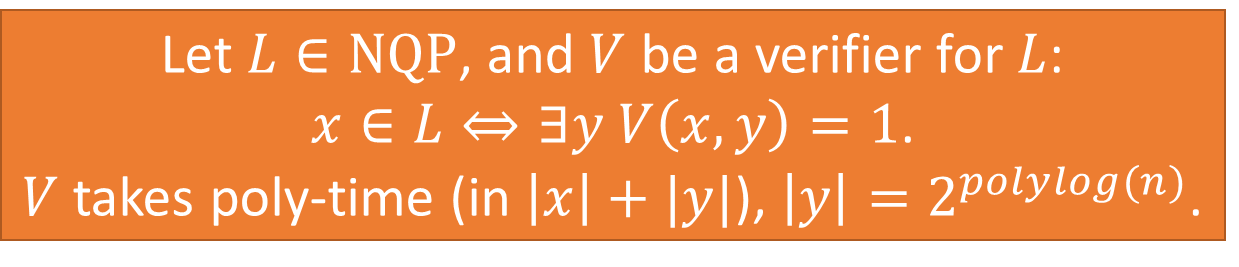 Let L ∈ NQP, and V be a verifier for L:
x ∈ L ⇔ ∃y V(x, y) = 1.
V takes poly-time (in |x| + |y|), |y| = 2^{polylog(n)}.